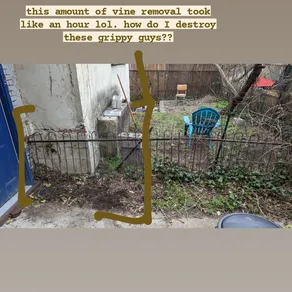 this amount of vine removal took
like an hour lol. how do I destroy
these grippy guys??